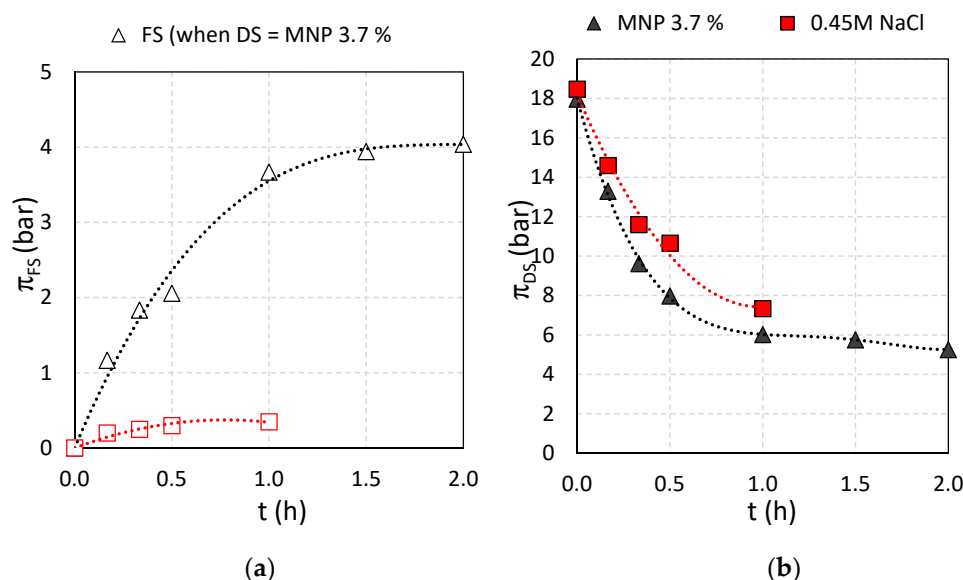 FS (when DS = MNP 3.7 %
5
4
3
2
1
0
π_FS (bar)
0.0 0.5 1.0 1.5 2.0
t (h)
(a)
MNP 3.7 % 0.45M NaCl
20
18
16
14
12
10
8
6
4
2
0
π_DS (bar)
0.0 0.5 1.0 1.5 2.0
t (h)
(b)